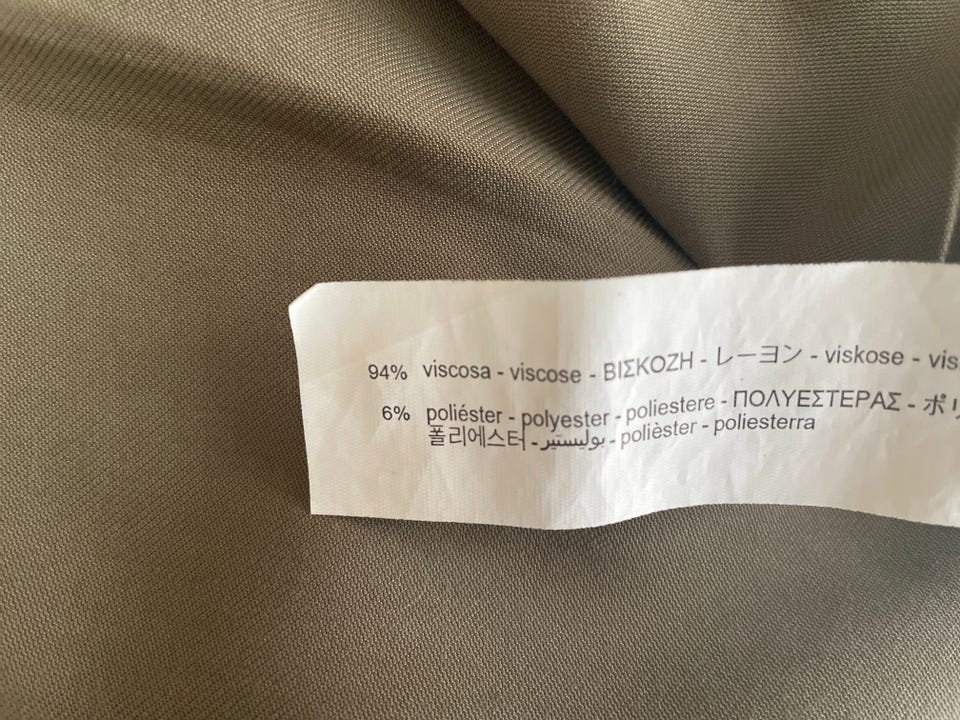 94% viscosa - viscose - ΒΙΣΚΟΖΗ - レーヨン - viskose -
6% poliéster - polyester - poliestere - ΠΟΛΥΕΣΤΕΡΑΣ -
폴리에스터 - بوليستير - polièster - poliesterra